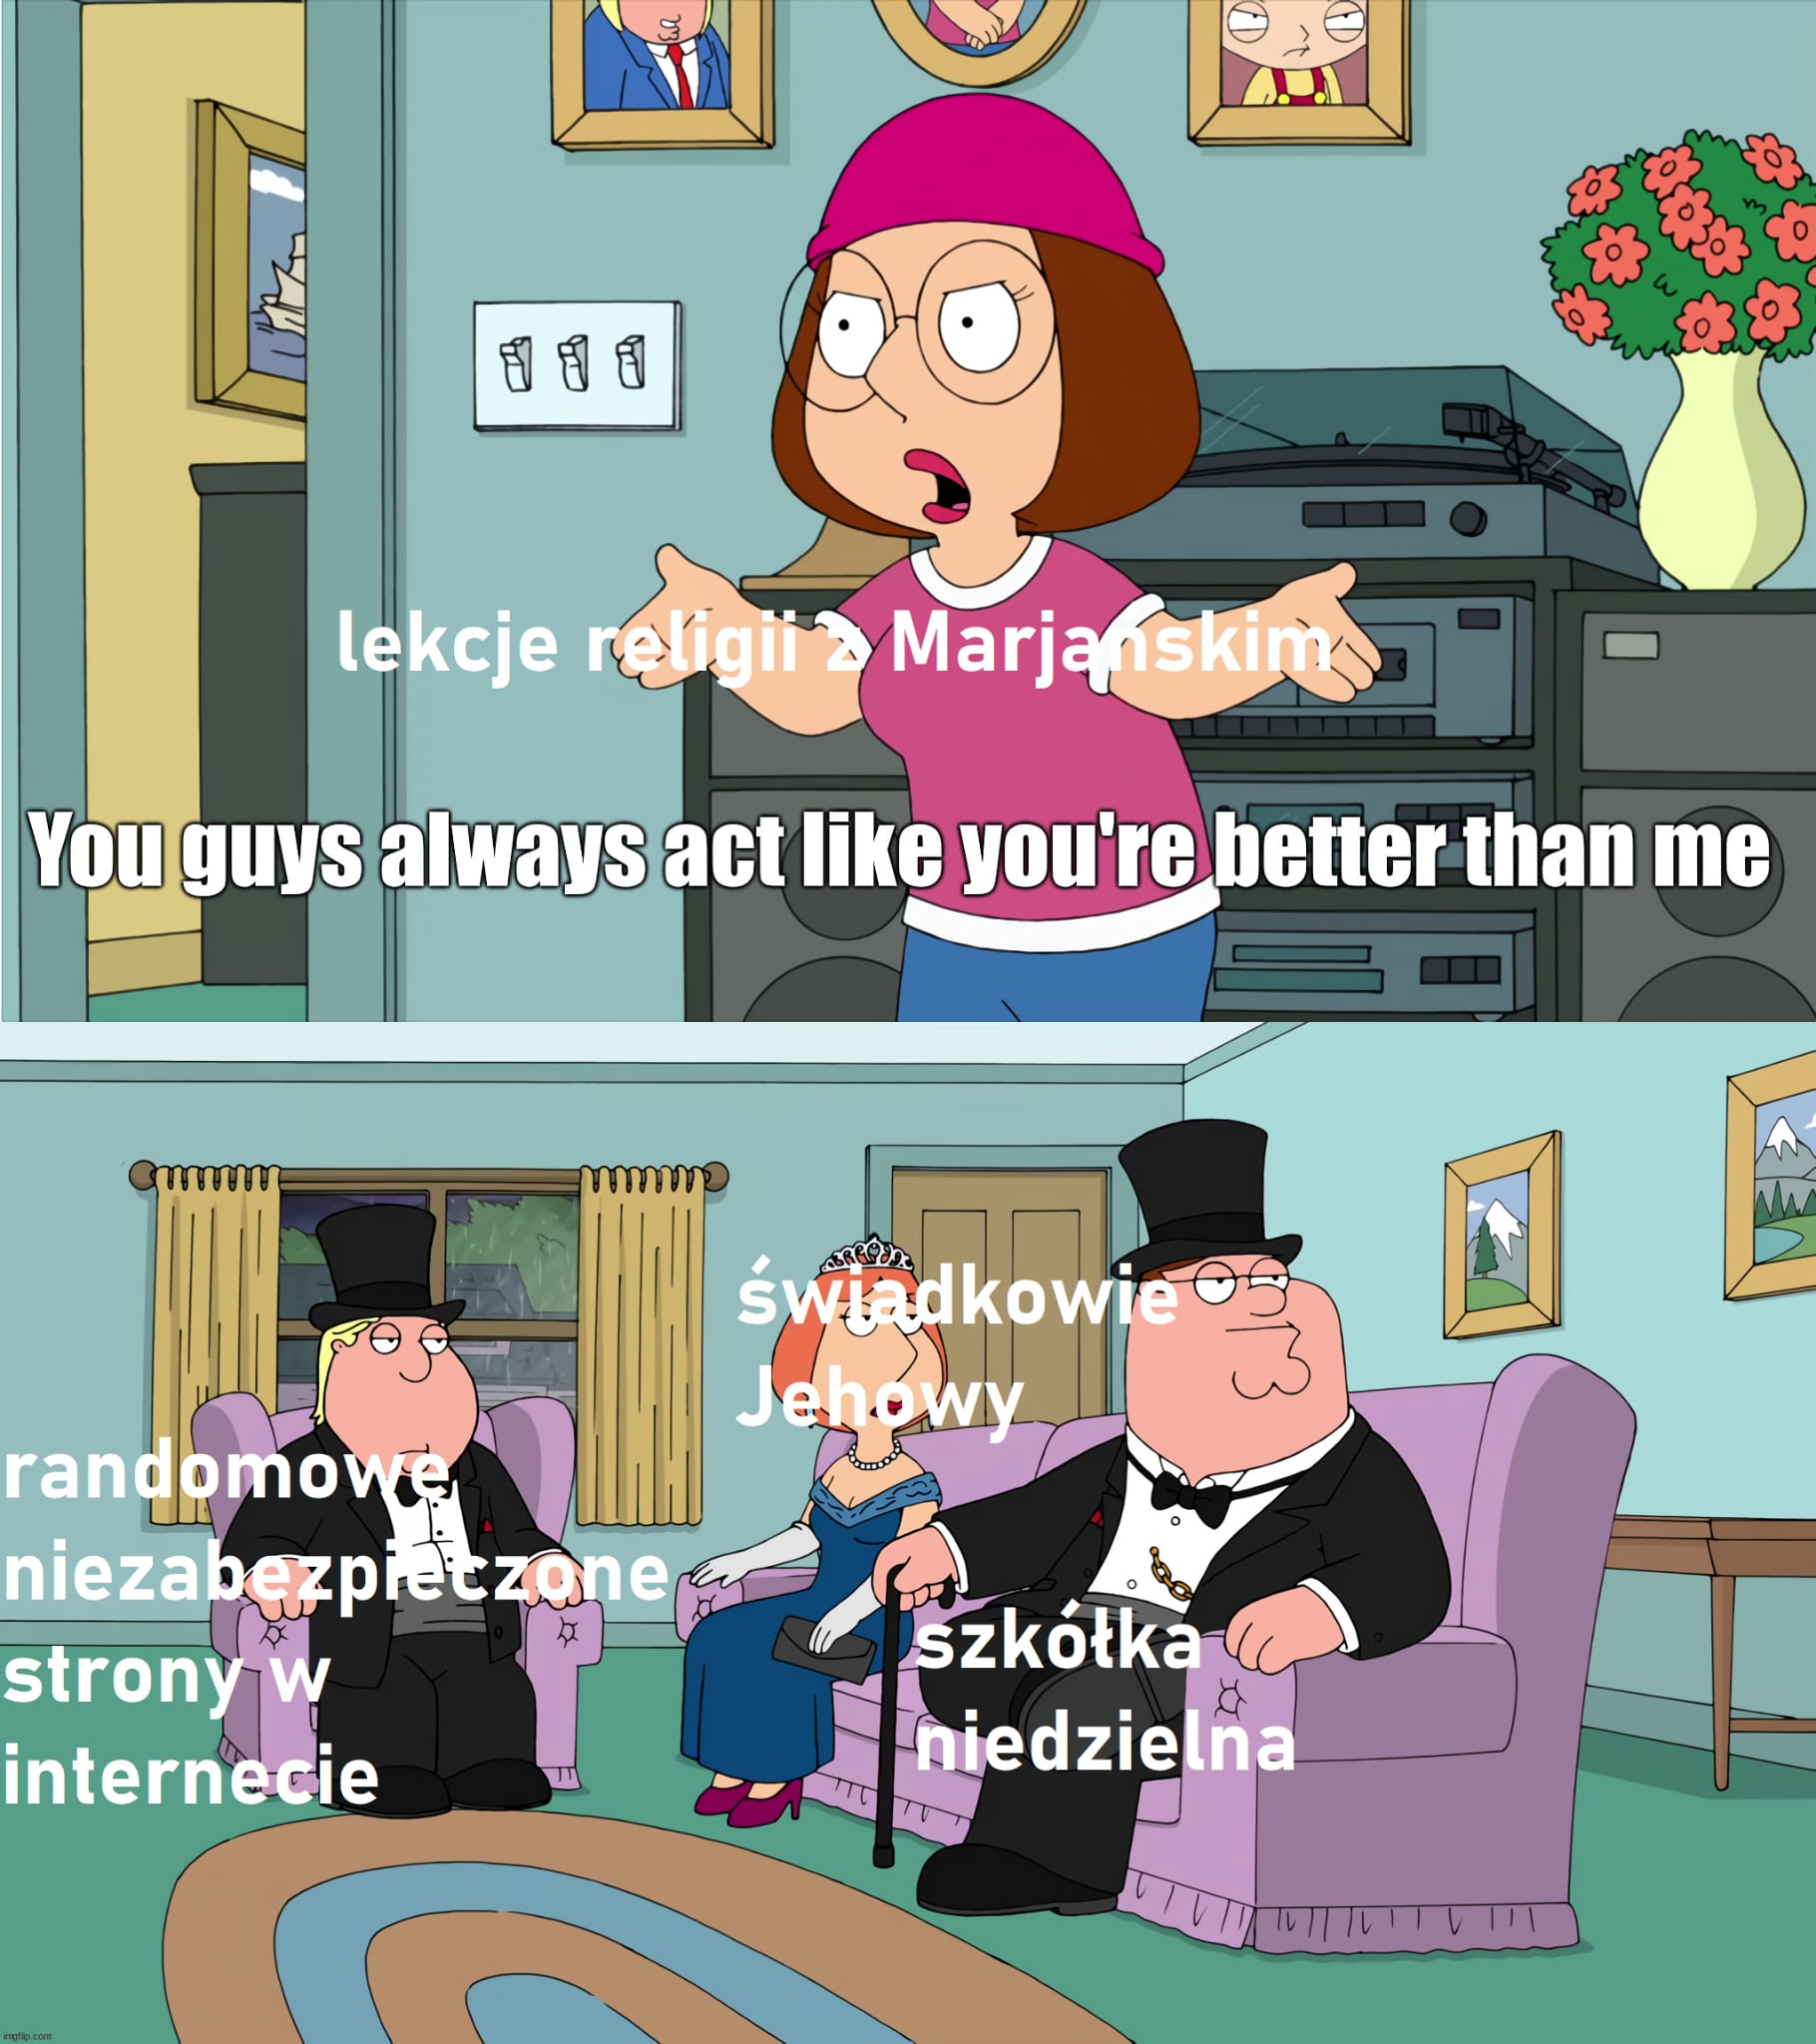 lekcje religii z Marjańskim
You guys always act like you're better than me
świadkowie
Jehowy
randomowe
niezabezpieczone
strony w
internecie
szkółka
niedzielna
imgflip.com